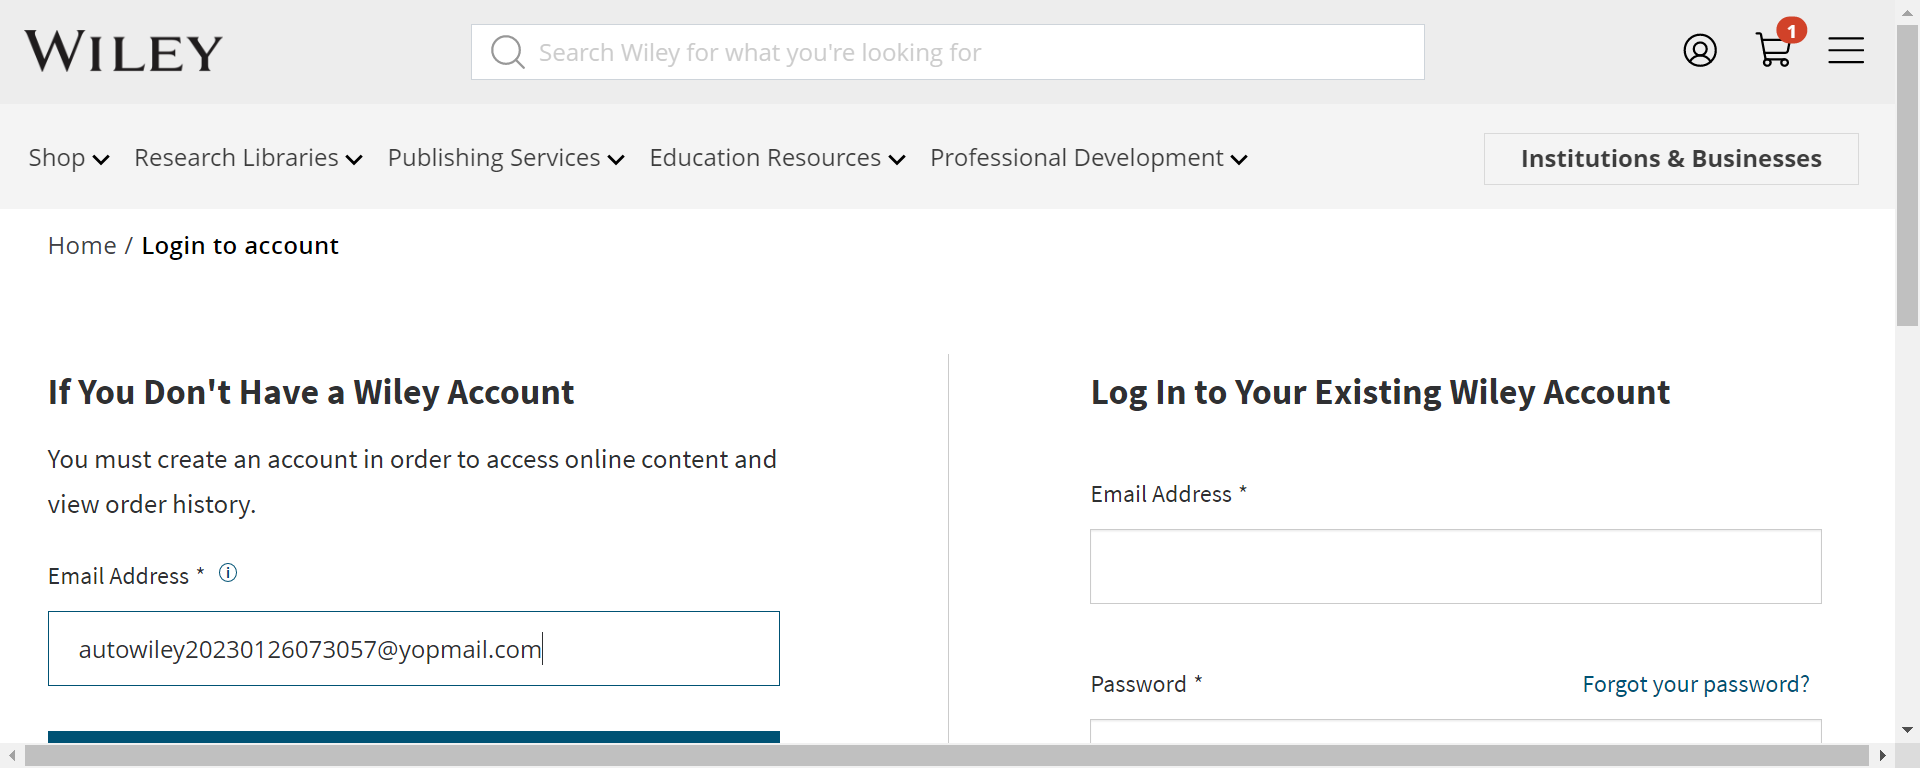 WILEY
Search Wiley for what you're looking for
1
Shop
Research Libraries
Publishing Services
Education Resources
Professional Development
Institutions & Businesses
Home / Login to account
If You Don't Have a Wiley Account
You must create an account in order to access online content and
view order history.
Email Address *
autowiley20230126073057@yopmail.com
Log In to Your Existing Wiley Account
Email Address *
Password *
Forgot your password?